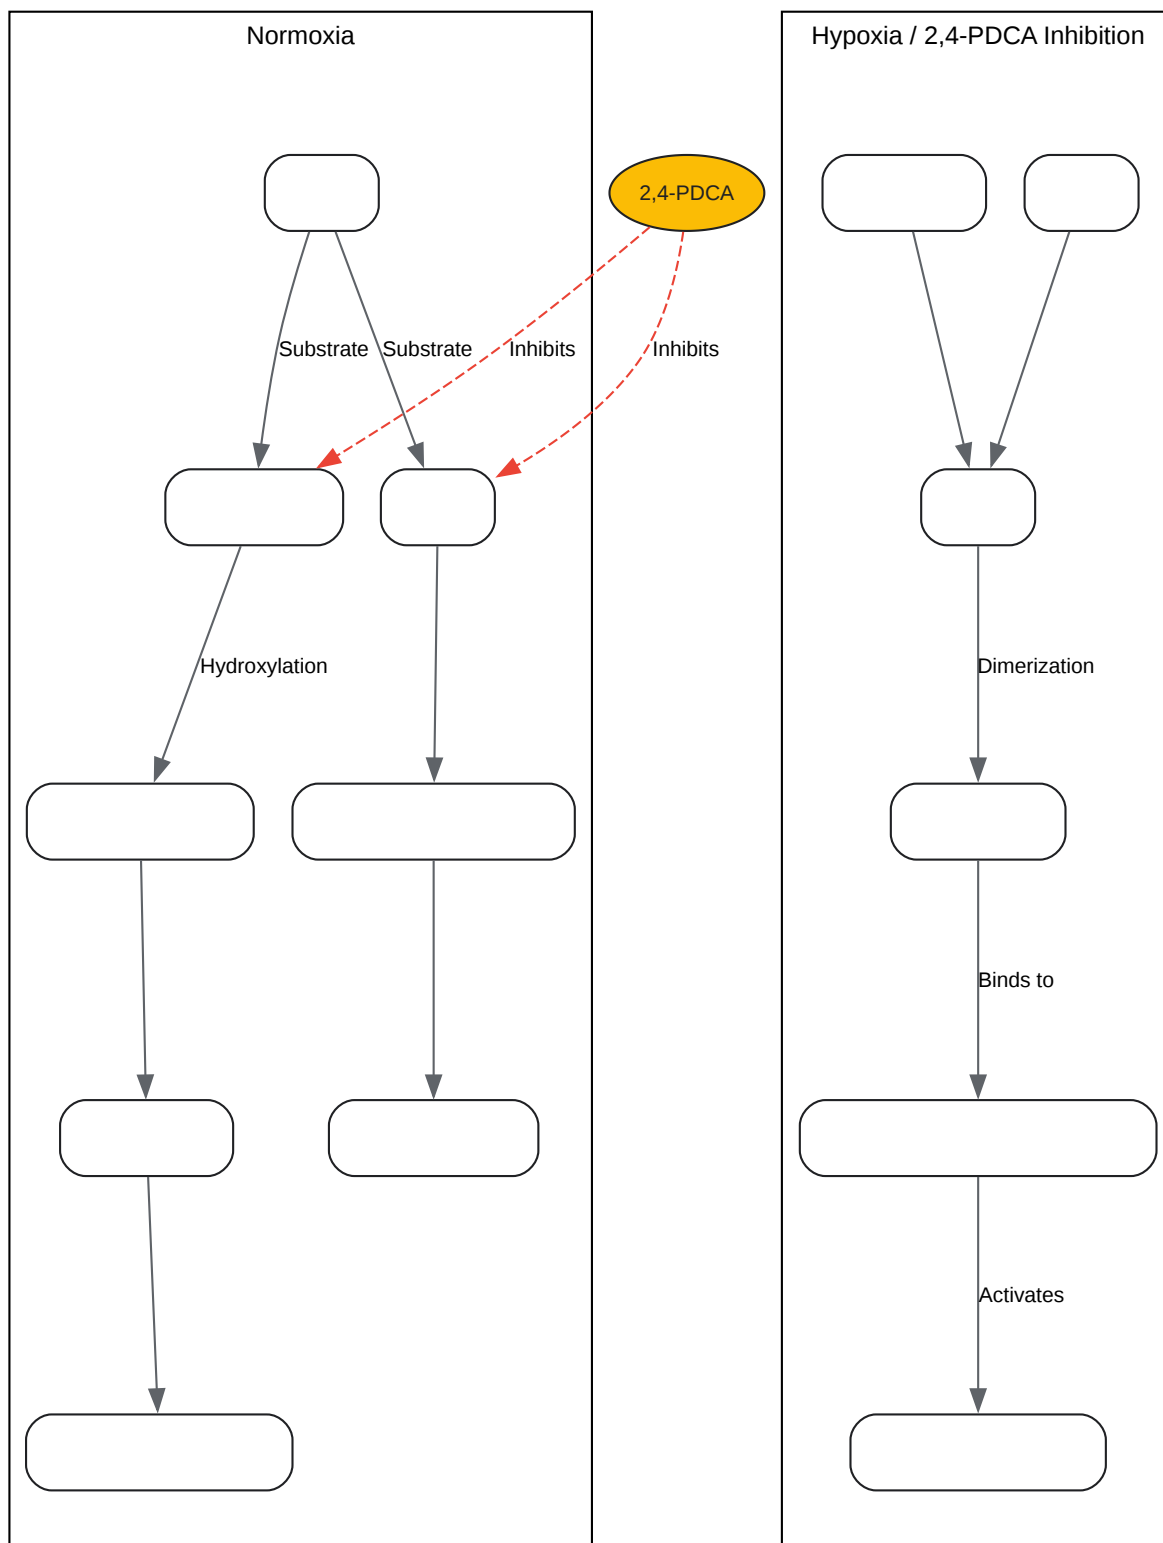 Normoxia
Hypoxia / 2,4-PDCA Inhibition
2,4-PDCA
Substrate
Substrate
Inhibits
Inhibits
Hydroxylation
Dimerization
Binds to
Activates